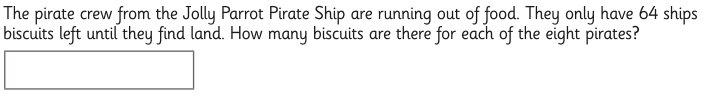 The pirate crew from the Jolly Parrot Pirate Ship are running out of food. They only have 64 ships
biscuits left until they find land. How many biscuits are there for each of the eight pirates?